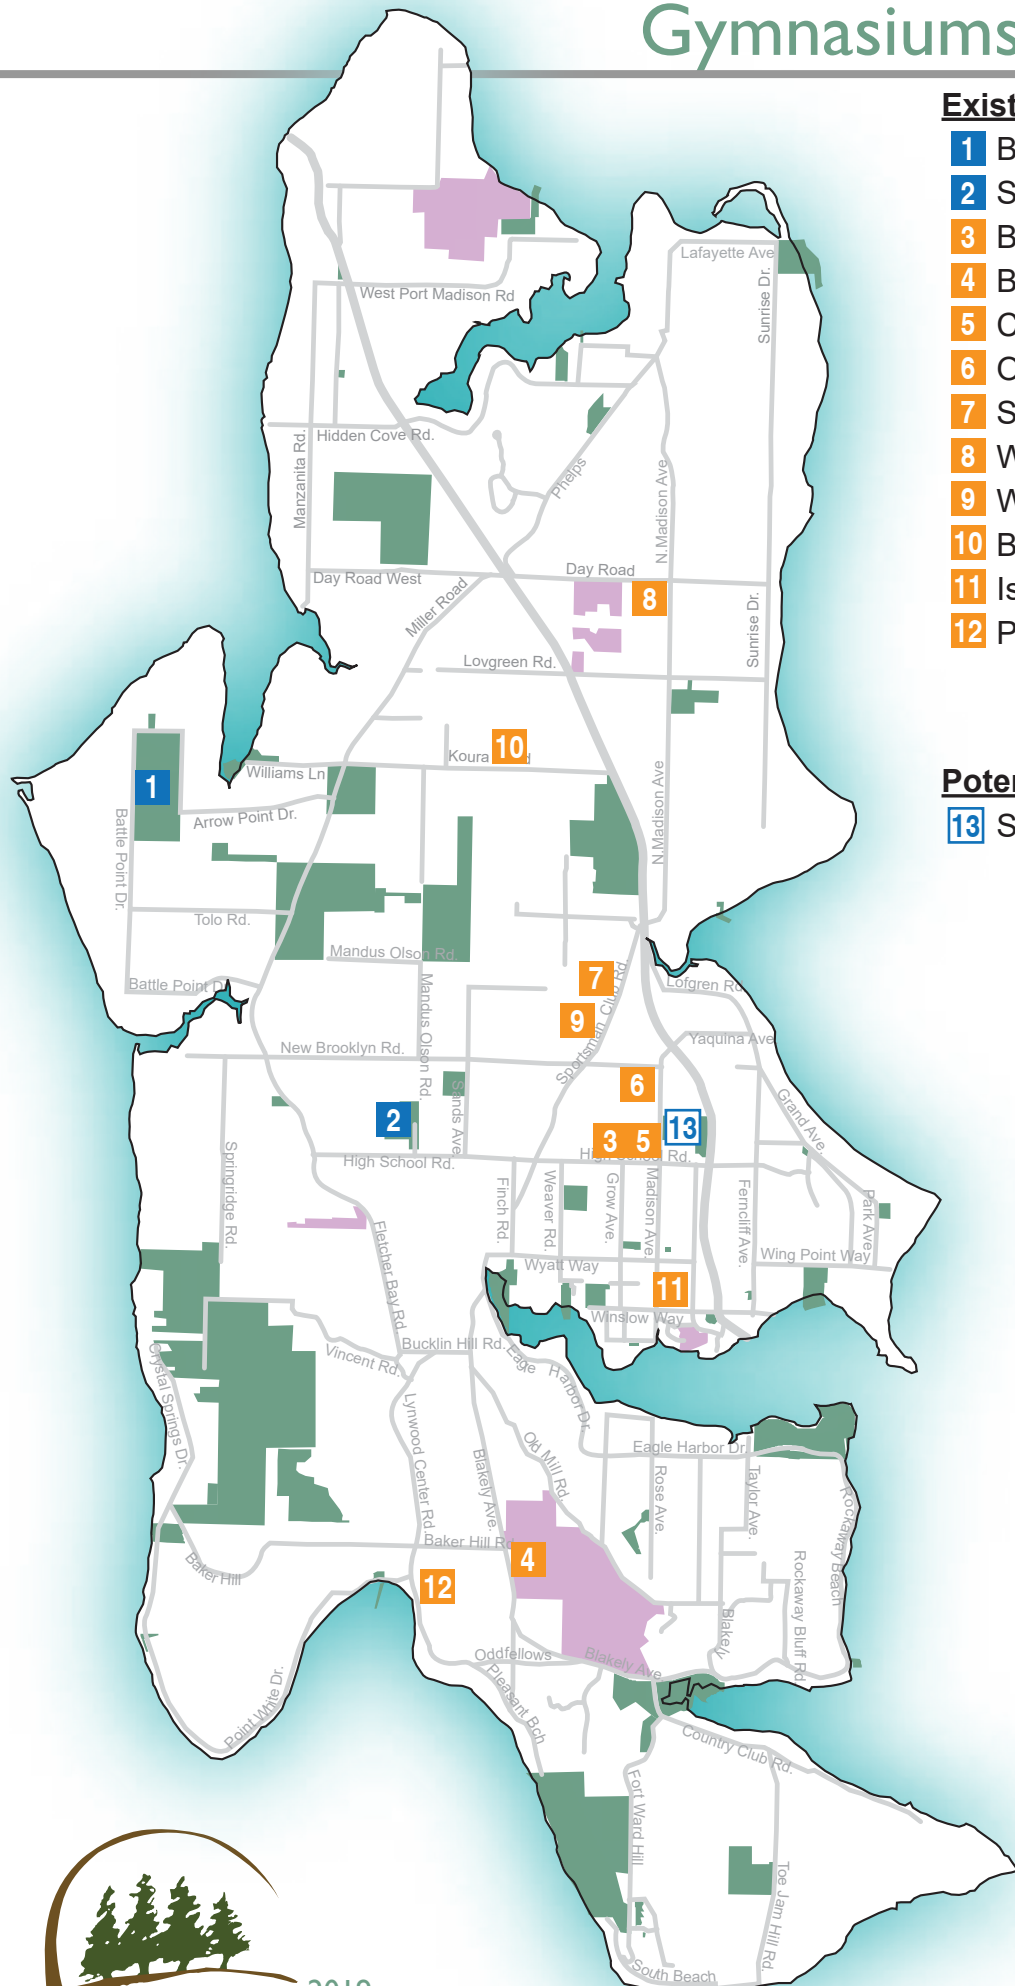 Gymnasiums
Exist
1 B
2 S
3 B
4 B
5 C
6 C
7 S
8 W
9 W
10 B
11 Is
12 P
Poter
13 S
Lafayette Ave
Sunrise Dr.
West Port Madison Rd
Manzanita Rd.
Hidden Cove Rd.
Phelps
N.Madison Ave
Day Road West
Miller Road
Day Road
8
Sunrise Dr.
Lovgreen Rd.
10
Koura
Williams Ln
1
Arrow Point Dr.
Battle Point Dr.
N.Madison Ave
Tolo Rd.
Mandus Olson Rd.
Battle Point D
7
Lofgren Rd
9
Sportsman Club Rd.
Mandus Olson Rd.
New Brooklyn Rd.
Yaquina Ave
6
Sands Ave
2
Grand Ave.
3 5
13
High School Rd.
High School Rd.
Springridge Rd.
Finch Rd.
Weaver Rd.
Grow Ave.
Madison Ave
Ferncliff Ave.
Park Ave
Fletcher Bay Rd.
Wyatt Way
Wing Point Way
11
Winslow Way
Bucklin Hill Rd.
Vincent Rd.
Eage Harbor Dr.
Crystal Springs Dr.
Lynwood Center Rd.
Blakely Ave.
Old Mill Rd.
Eagle Harbor Dr.
Rose Ave.
Taylor Ave.
Rockaway Beach
Baker Hill Rd
4
Baker Hill
12
Rockaway Bluff Rd
Blakely
Oddfellows
Blakely Ave
Pleasant Bch
Point White Dr.
Country Club Rd.
Fort Ward Hill
Toe Jam Hill Rd
South Beach